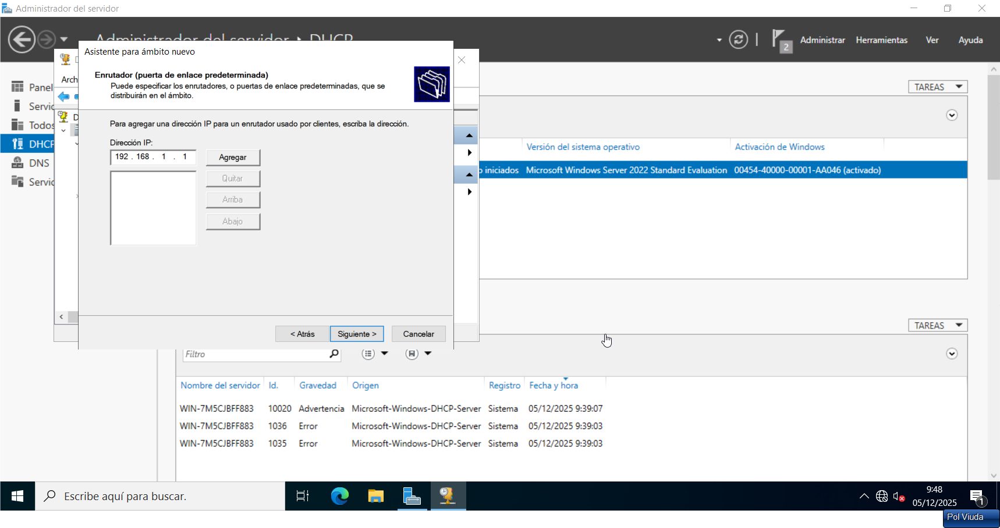 Administrador del servidor
Administrador del servidor ‣ DHCP
2
Administrar
Herramientas
Ver
Ayuda
Asistente para ámbito nuevo
Enrutador (puerta de enlace predeterminada)
Puede especificar los enrutadores, o puertas de enlace predeterminadas, que se
distribuirán en el ámbito.
Arch
Panel
Servic
Todos
DHCP
DNS
Servic
D
TAREAS
Para agregar una dirección IP para un enrutador usado por clientes, escriba la dirección.
Dirección IP:
192 . 168 . 1 . 1
Agregar
Quitar
Arriba
Abajo
< Atrás
Siguiente >
Cancelar
Versión del sistema operativo
Activación de Windows
o iniciados
Microsoft Windows Server 2022 Standard Evaluation
00454-40000-00001-AA046 (activado)
TAREAS
Filtro
Nombre del servidor Id. Gravedad Origen Registro Fecha y hora
WIN-7M5CJBFF883 10020 Advertencia Microsoft-Windows-DHCP-Server Sistema 05/12/2025 9:39:07
WIN-7M5CJBFF883 1036 Error Microsoft-Windows-DHCP-Server Sistema 05/12/2025 9:39:03
WIN-7M5CJBFF883 1035 Error Microsoft-Windows-DHCP-Server Sistema 05/12/2025 9:39:03
Escribe aquí para buscar.
9:48
05/12/2025
1
Pol Viuda